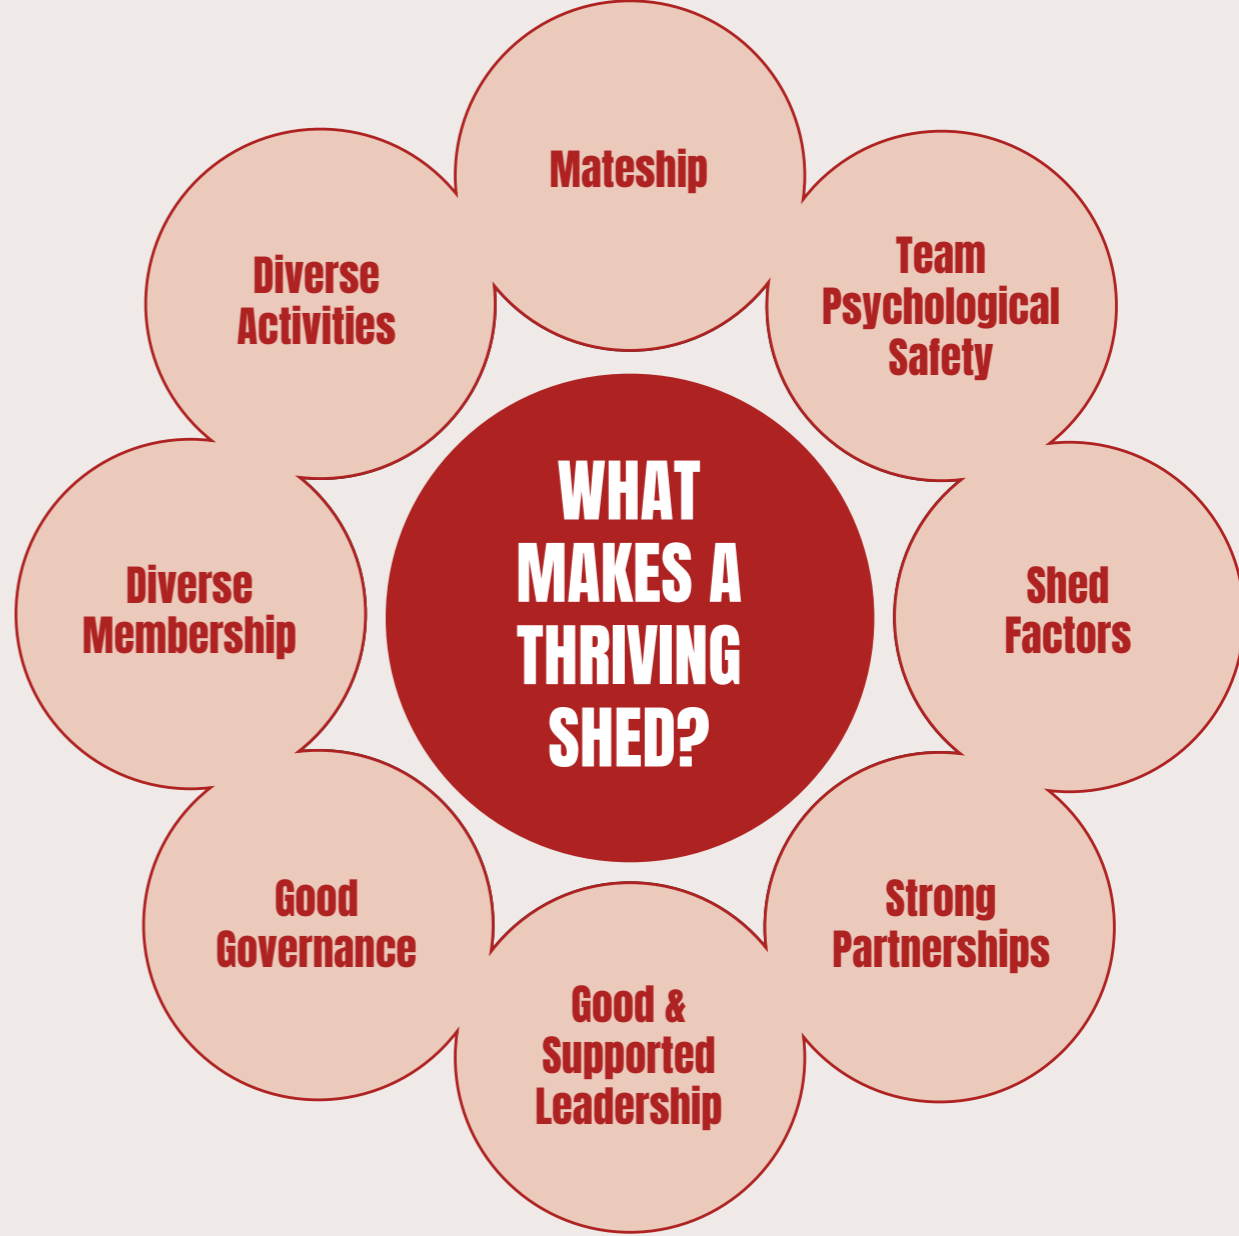 WHAT
MAKES A
THRIVING
SHED?
Mateship
Team
Psychological
Safety
Shed
Factors
Strong
Partnerships
Good &
Supported
Leadership
Good
Governance
Diverse
Membership
Diverse
Activities